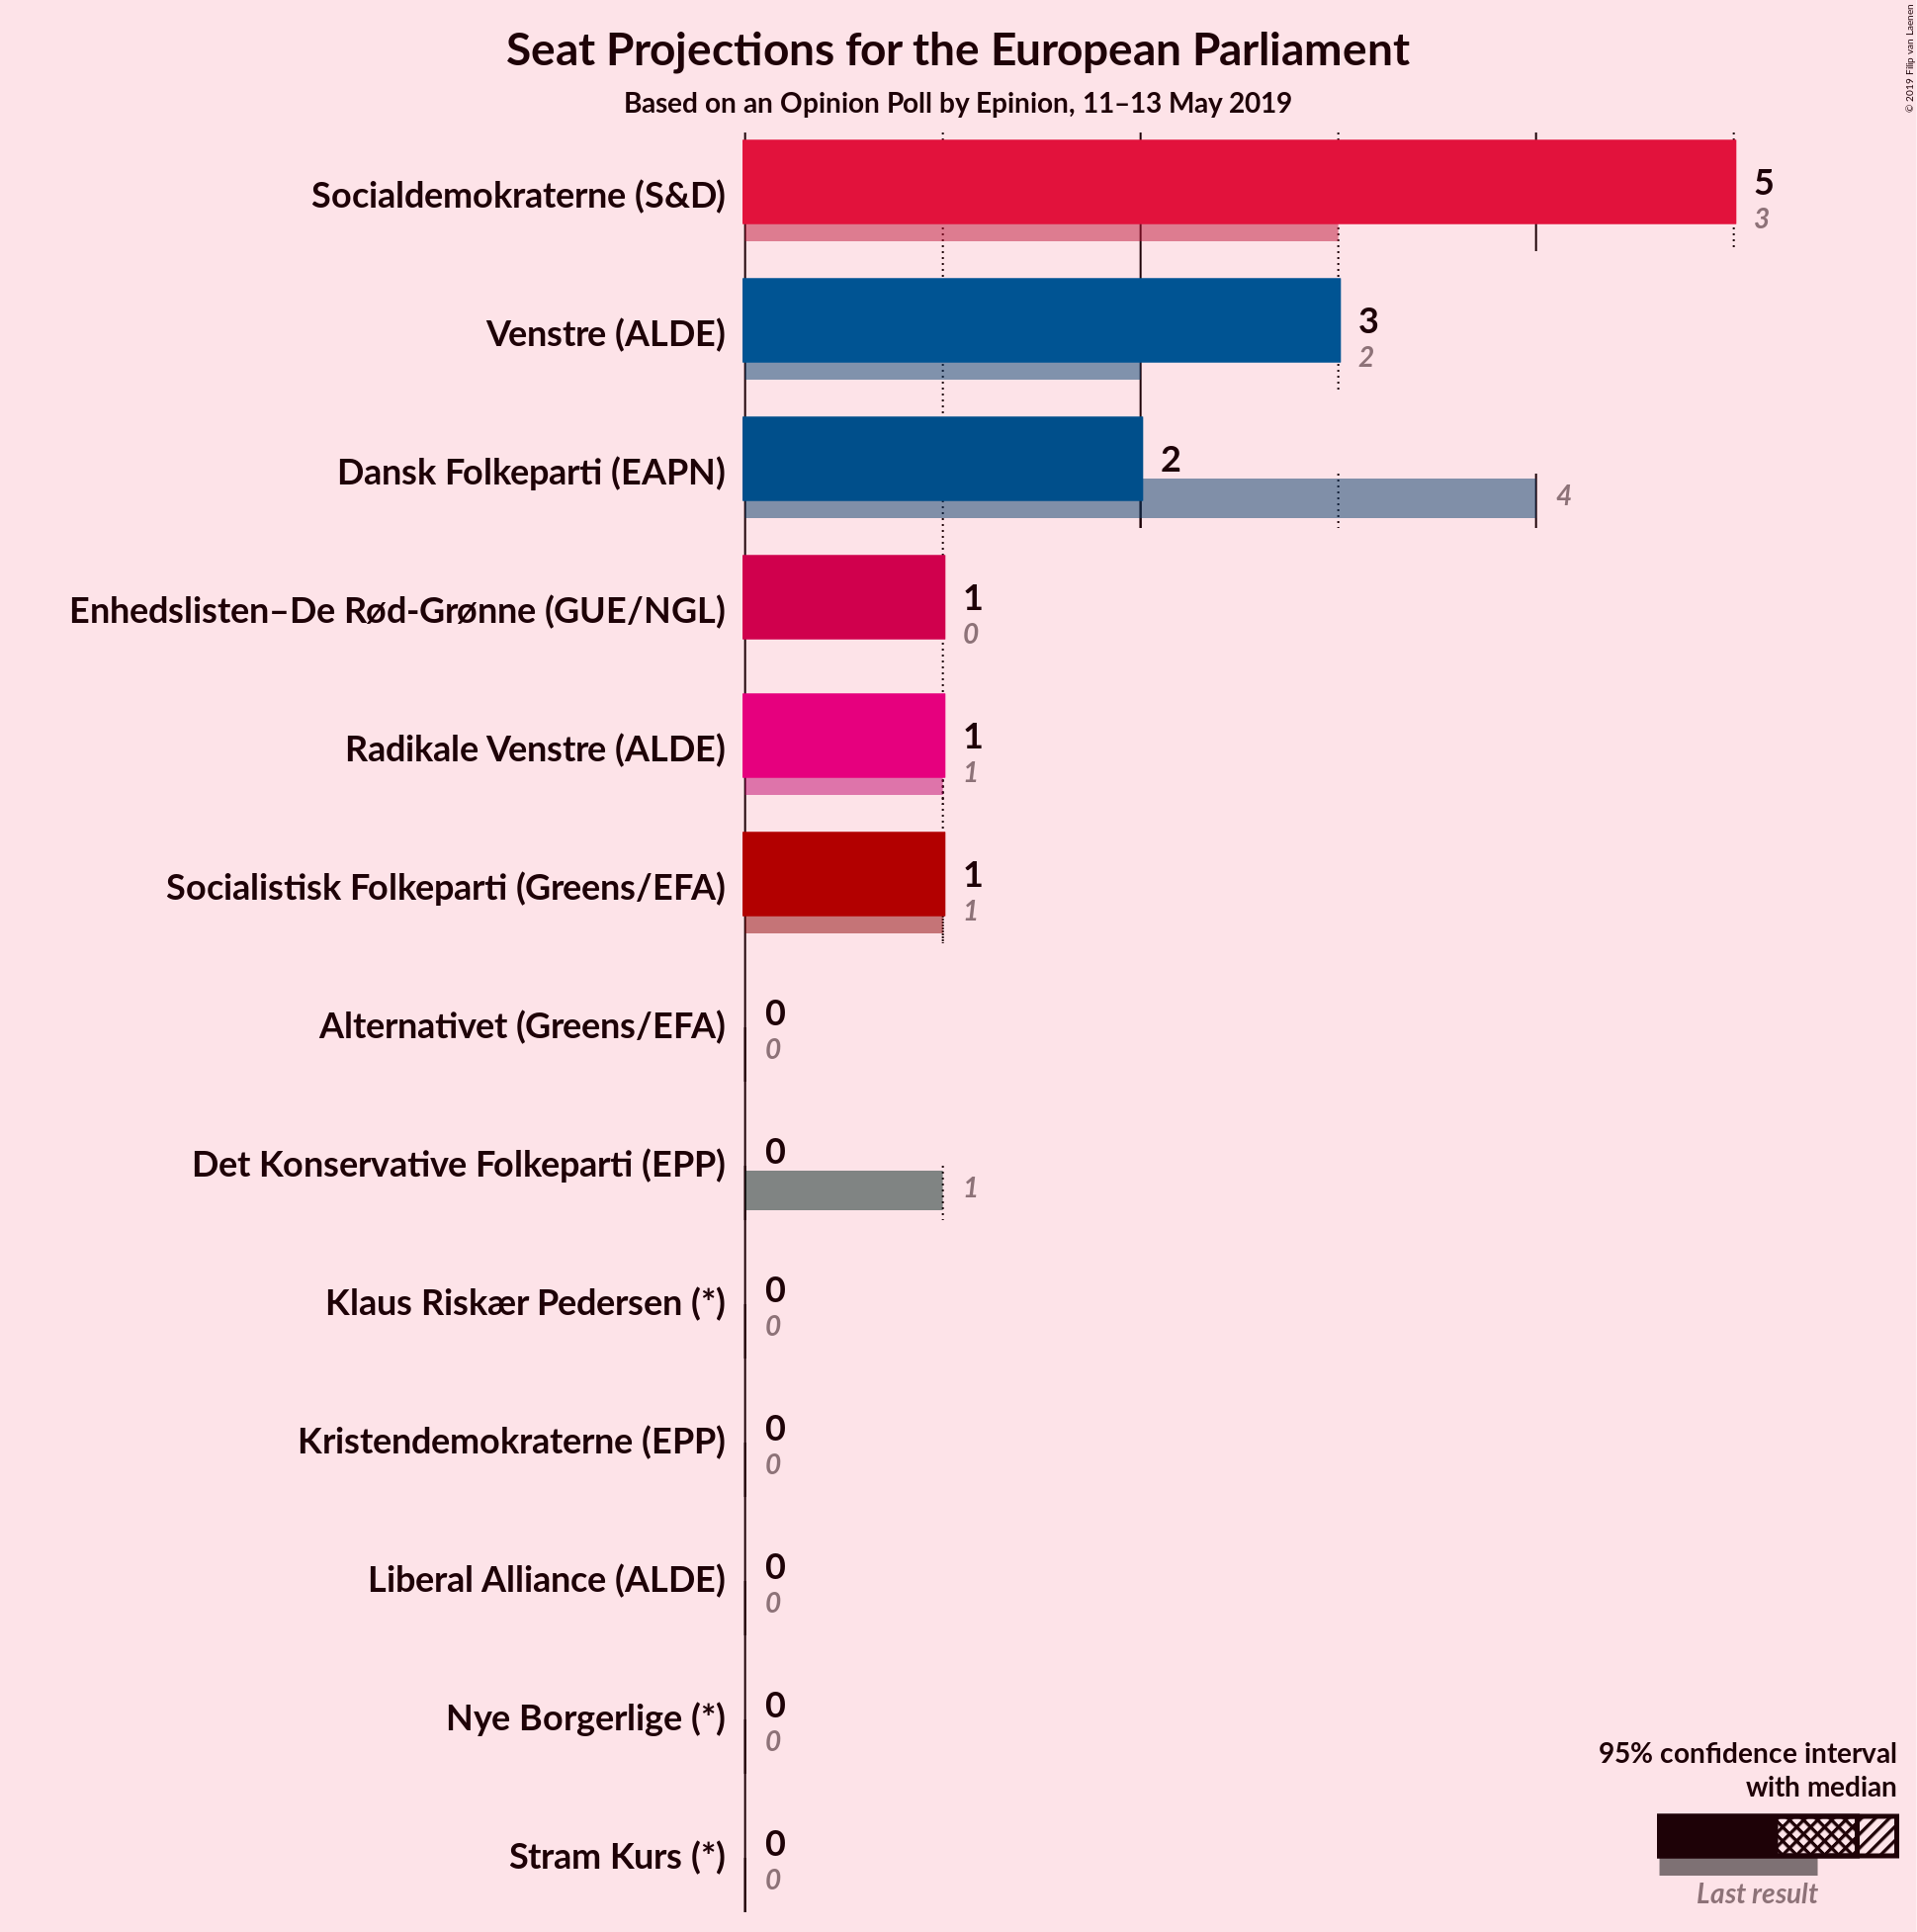 Seat Projections for the European Parliament
Based on an Opinion Poll by Epinion, 11–13 May 2019
© 2019 Filip van Laenen
Socialdemokraterne (S&D)
5
3
Venstre (ALDE)
3
2
Dansk Folkeparti (EAPN)
2
4
Enhedslisten–De Rød-Grønne (GUE/NGL)
1
0
Radikale Venstre (ALDE)
1
1
Socialistisk Folkeparti (Greens/EFA)
1
1
Alternativet (Greens/EFA)
0
0
Det Konservative Folkeparti (EPP)
0
1
Klaus Riskær Pedersen (*)
0
0
Kristendemokraterne (EPP)
0
0
Liberal Alliance (ALDE)
0
0
Nye Borgerlige (*)
0
0
Stram Kurs (*)
0
0
95% confidence interval
with median
Last result